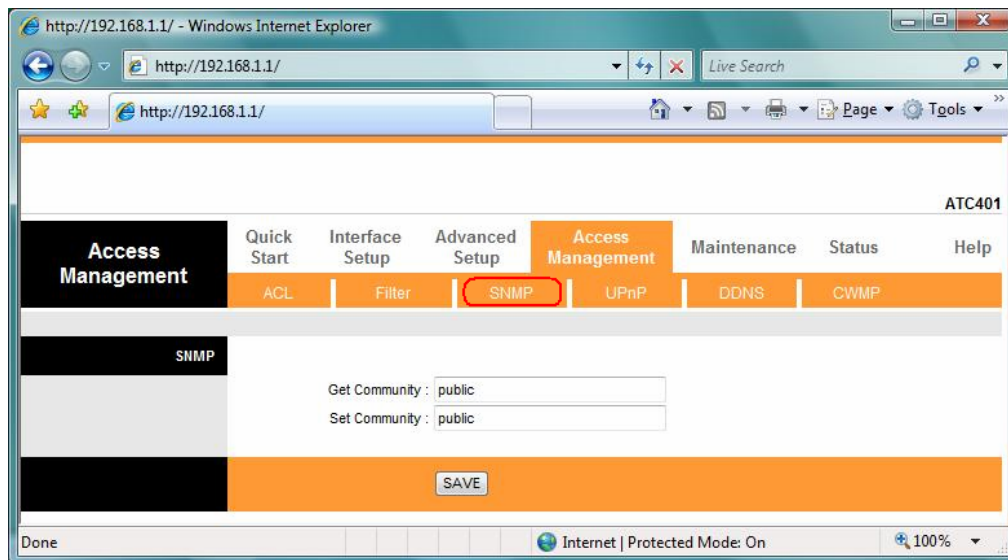 http://192.168.1.1/ - Windows Internet Explorer
http://192.168.1.1/
Live Search
http://192.168.1.1/
Page
Tools
»
ATC401
Access Management
Quick Start
Interface Setup
Advanced Setup
Access Management
Maintenance
Status
Help
ACL
Filter
SNMP
UPnP
DDNS
CWMP
SNMP
Get Community : public
Set Community : public
SAVE
Done
Internet | Protected Mode: On
100%